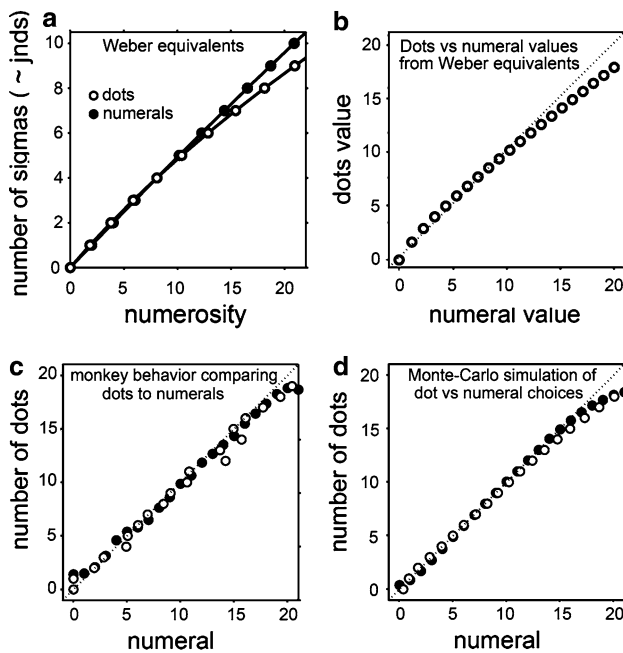 a
Weber equivalents
dots
numerals
number of sigmas ( ~ jnds)
10
8
6
4
2
0
0 5 10 15 20
numerosity
b
Dots vs numeral values
from Weber equivalents
dots value
20
15
10
5
0
0 5 10 15 20
numeral value
c
monkey behavior comparing
dots to numerals
number of dots
20
15
10
5
0
0 5 10 15 20
numeral
d
Monte-Carlo simulation of
dot vs numeral choices
number of dots
20
15
10
5
0
0 5 10 15 20
numeral